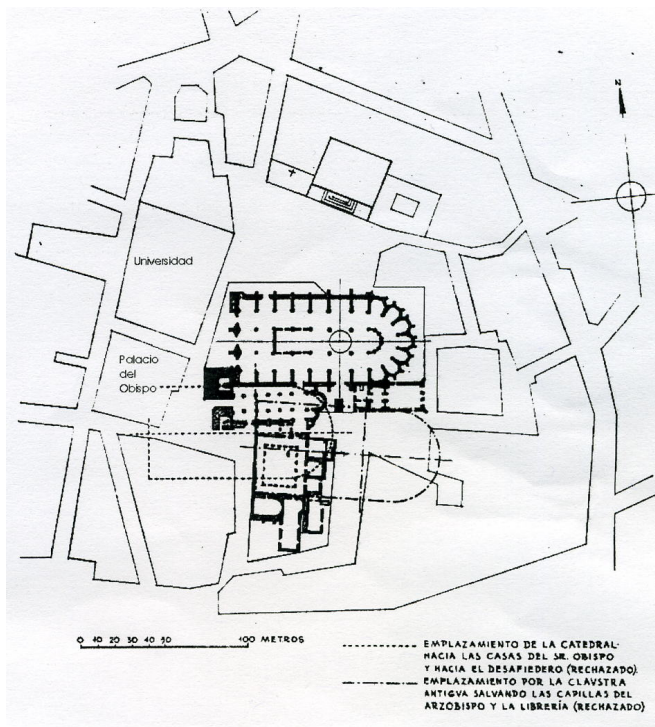 N
Universidad
Palacio
del
Obispo
0 10 20 30 40 50 100 METROS
EMPLAZAMIENTO DE LA CATEDRAL-
HACIA LAS CASAS DEL SR. OBISPO
Y HACIA EL DESAFIEDERO (RECHAZADO).
EMPLAZAMIENTO POR LA CLAVSTRA
ANTIGVA SALVANDO LAS CAPILLAS DEL
ARZOBISPO Y LA LIBRERÍA (RECHAZADO)